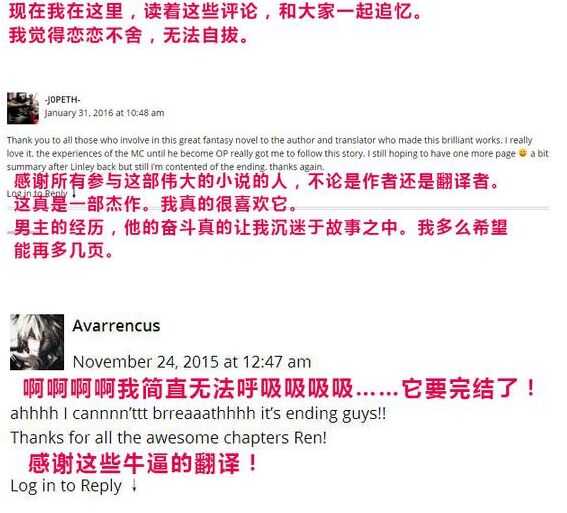 现在我在这里，读着这些评论，和大家一起追忆。
我觉得恋恋不舍，无法自拔。
-J0PETH-
January 31, 2016 at 10:48 am
Thank you to all those who involve in this great fantasy novel to the author and translator who made this brilliant works. I really
love it. the experiences of the MC until he become OP really got me to follow this story. I still hoping to have one more page 😀 a bit
summary after Linley back but still I'm contented of the ending. thanks again.
感谢所有参与这部伟大的小说的人，不论是作者还是翻译者。
Log in to Reply ↓
这真是一部杰作。我真的很喜欢它。
男主的经历，他的奋斗真的让我沉迷于故事之中。我多么希望
能再多几页。
Avarrencus
November 24, 2015 at 12:47 am
啊啊啊啊我简直无法呼吸吸吸吸……它要完结了！
ahhhh I cannnn’ttt brreaaathhhh it’s ending guys!!
Thanks for all the awesome chapters Ren!
感谢这些牛逼的翻译！
Log in to Reply ↓